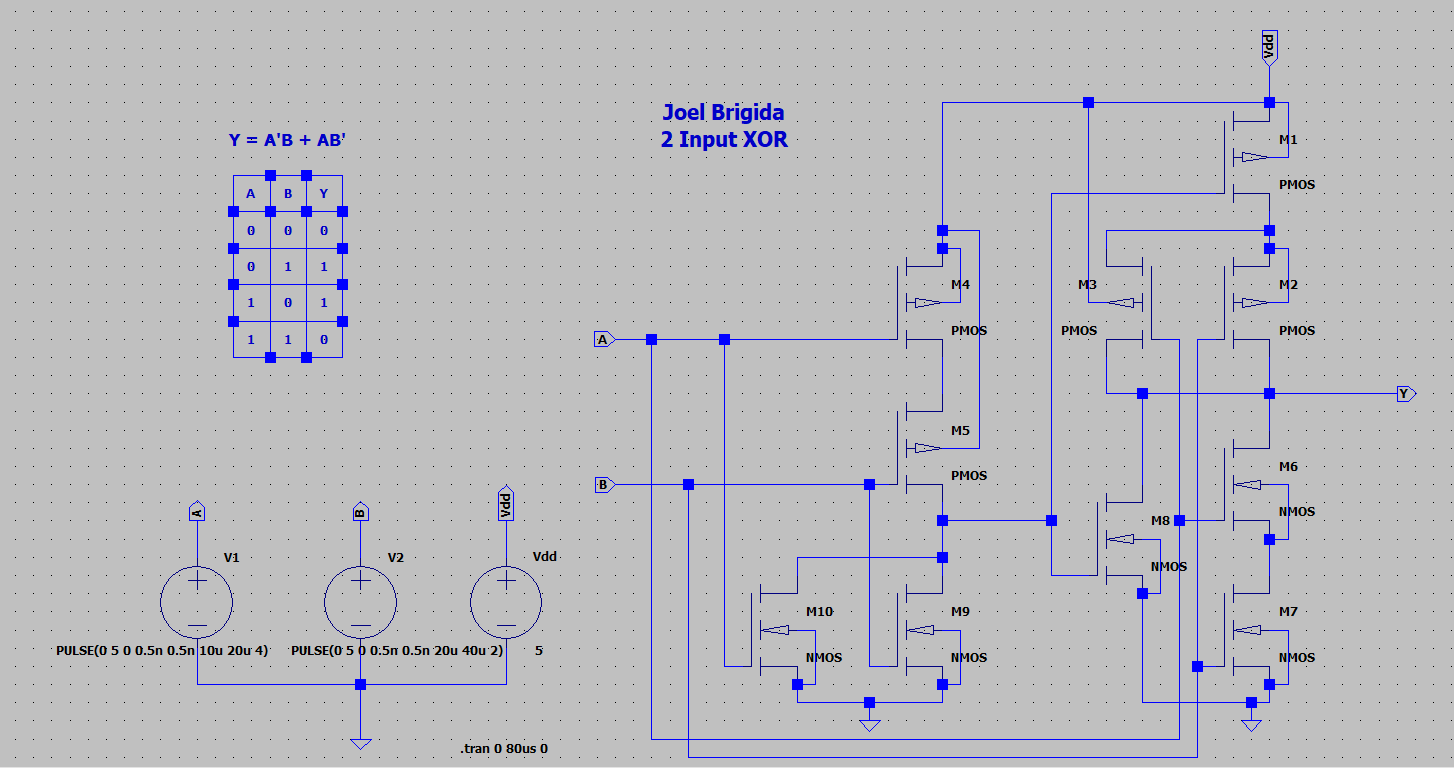 Vdd
Joel Brigida
2 Input XOR
Y = A'B + AB'
A B Y
0 0 0
0 1 1
1 0 1
1 1 0
M1
PMOS
M4
PMOS
M3
PMOS
M2
PMOS
A
Y
M5
PMOS
B
M6
NMOS
M8
NMOS
A
B
Vdd
V1
V2
Vdd
PULSE(0 5 0 0.5n 0.5n 10u 20u 4)
PULSE(0 5 0 0.5n 0.5n 20u 40u 2)
5
M10
NMOS
M9
NMOS
M7
NMOS
.tran 0 80us 0